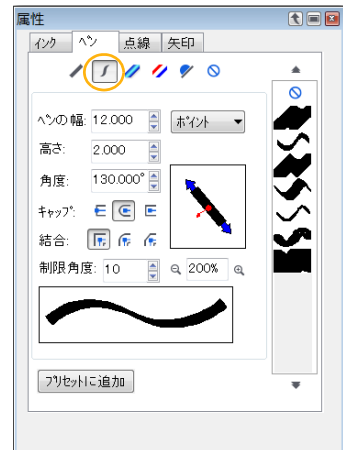 属性
インク ペン 点線 矢印
ペンの幅: 12.000 ポイント
高さ: 2.000
角度: 130.000°
キャップ:
結合:
制限角度: 10 200%
プリセットに追加